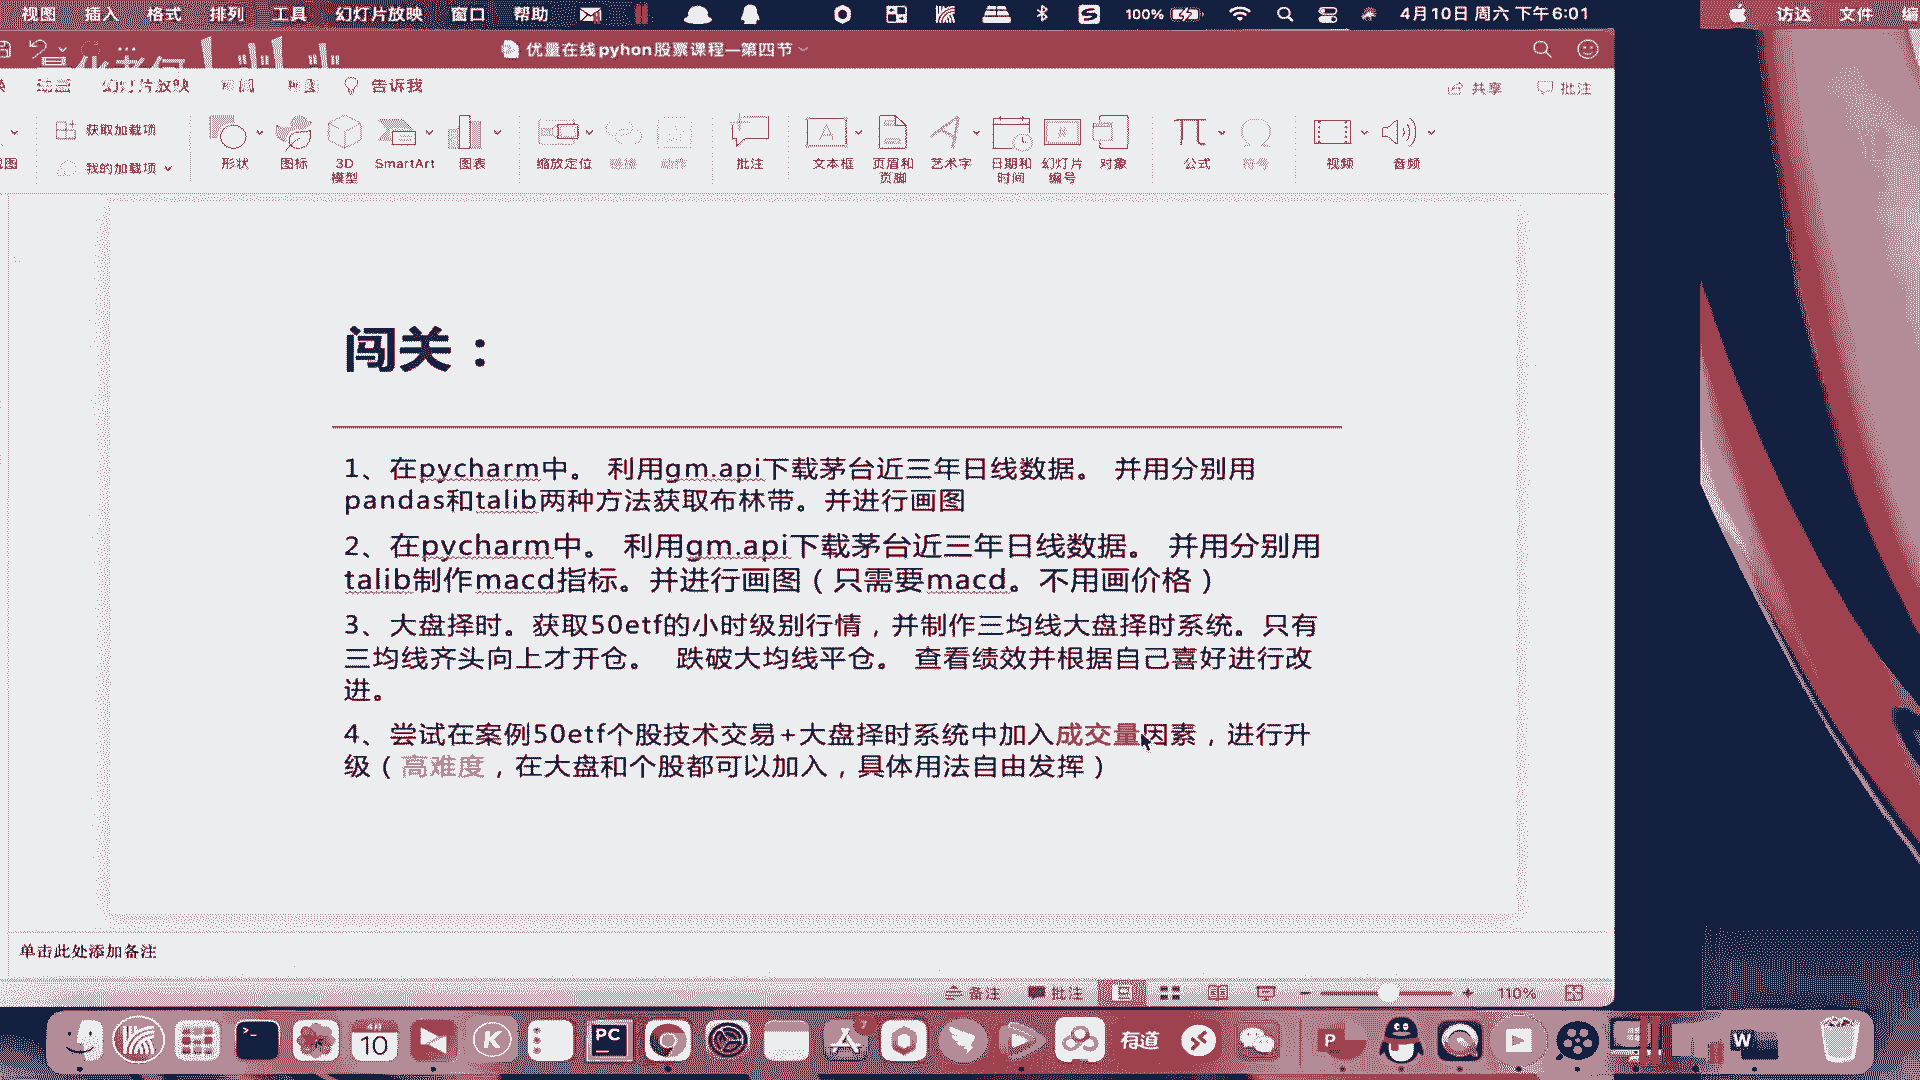 视图 插入 格式 排列 工具 幻灯片放映 窗口 帮助 100% 4月10日 周六 下午6:01 访达 文件 编
优量在线pyhon股票课程—第四节
幻灯片放映 告诉我 共享 批注
获取加载项
我的加载项
形状 图标 3D 模型 SmartArt 图表 缩放定位 链接 动作 批注 文本框 页眉和 页脚 艺术字 日期和 时间 幻灯片 编号 对象 公式 符号 视频 音频
闯关：
1、在pycharm中。 利用gm.api下载茅台近三年日线数据。 并用分别用
pandas和talib两种方法获取布林带。并进行画图
2、在pycharm中。 利用gm.api下载茅台近三年日线数据。 并用分别用
talib制作macd指标。并进行画图（只需要macd。不用画价格）
3、大盘择时。获取50etf的小时级别行情，并制作三均线大盘择时系统。只有
三均线齐头向上才开仓。 跌破大均线平仓。 查看绩效并根据自己喜好进行改
进。
4、尝试在案例50etf个股技术交易+大盘择时系统中加入成交量因素，进行升
级（高难度，在大盘和个股都可以加入，具体用法自由发挥）
单击此处添加备注
备注 批注 110%
4月 10 PC 7 有道 P W